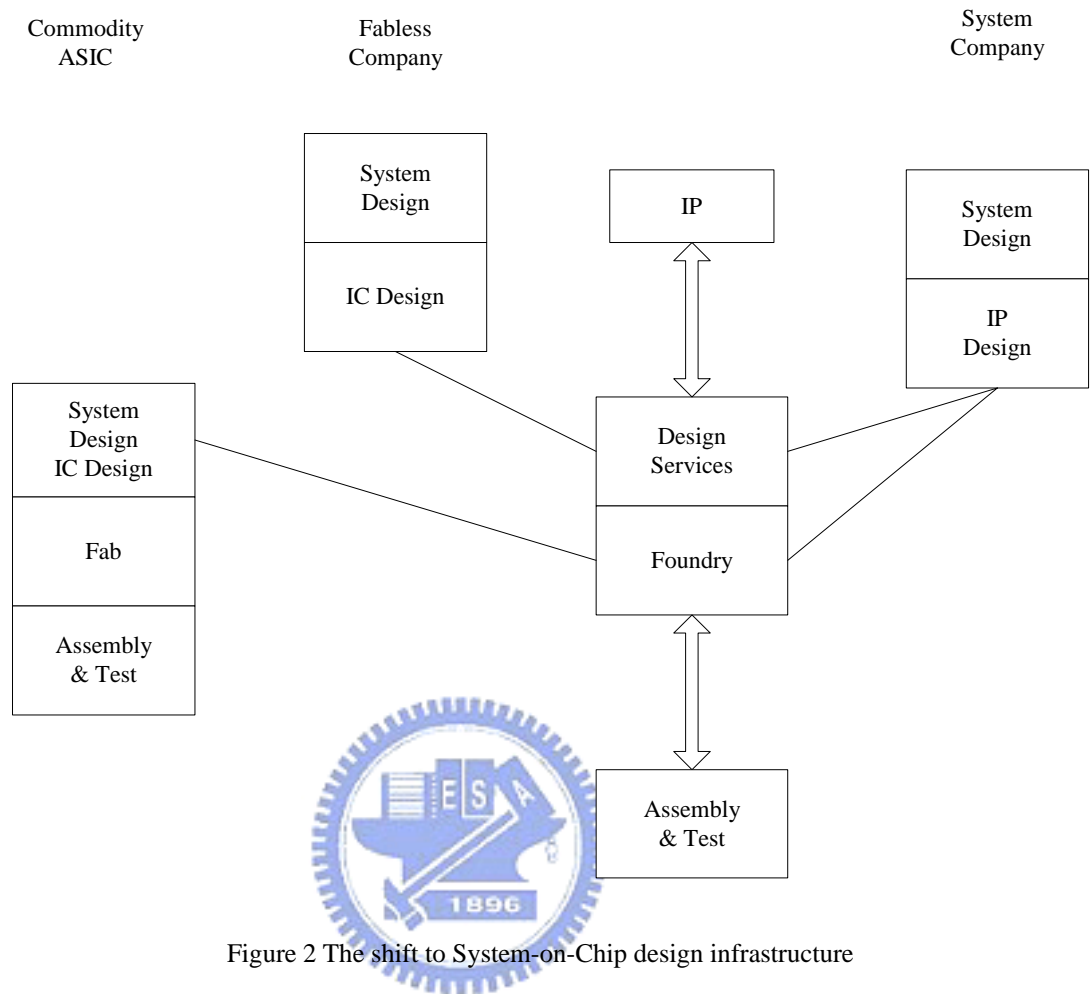 Commodity
ASIC
Fabless
Company
System
Company
System
Design
IC Design
IP
System
Design
IP
Design
System
Design
IC Design
Fab
Assembly
& Test
Design
Services
Foundry
Assembly
& Test
E S A
1896
Figure 2 The shift to System-on-Chip design infrastructure